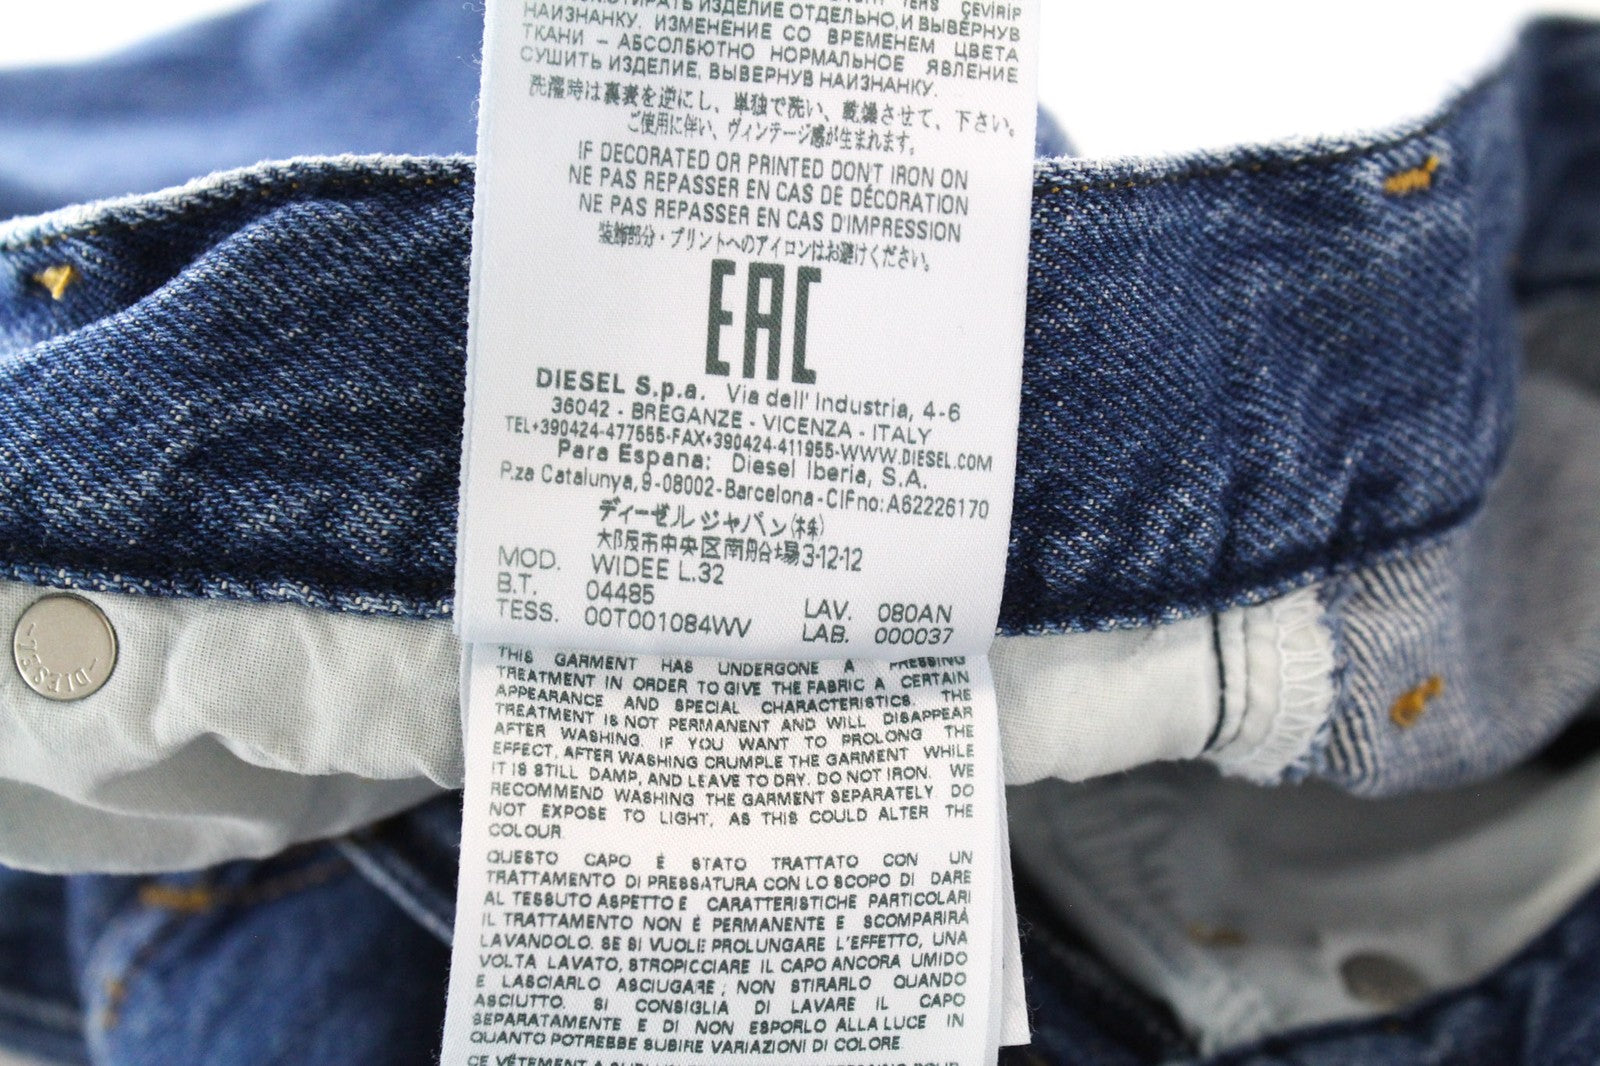 ÇEVİRİP
ИЗДЕЛИЕ ОТДЕЛЬНО, И ВЫВЕРНУВ
НАИЗНАНКУ. ИЗМЕНЕНИЕ СО ВРЕМЕНЕМ ЦВЕТА
ТКАНИ – АБСОЛЬЮТНО НОРМАЛЬНОЕ ЯВЛЕНИЕ
СУШИТЬ ИЗДЕЛИЕ, ВЫВЕРНУВ НАИЗНАНКУ.
洗濯時は裏表を逆にし、単独で洗い、乾燥させて、下さい。
ご使用に伴い、ヴィンテージ感が生まれます。
IF DECORATED OR PRINTED DON'T IRON ON
NE PAS REPASSER EN CAS DE DÉCORATION
NE PAS REPASSER EN CAS D'IMPRESSION
装飾部分・プリントへのアイロンはお避けください。
EAC
DIESEL S.p.a. Via dell' Industria, 4-6
36042 - BREGANZE - VICENZA - ITALY
TEL+390424-477555-FAX+390424-411955-WWW.DIESEL.COM
Para Espana: Diesel Iberia, S.A.
P.za Catalunya,9-08002-Barcelona-CIFno:A62226170
ディーゼルジャパン(株)
大阪市中央区南船場3-12-12
MOD. WIDEE L.32
B.T. 04485 LAV. 080AN
TESS. 00T001084WV LAB. 000037
THIS GARMENT HAS UNDERGONE A PRESSING
TREATMENT IN ORDER TO GIVE THE FABRIC A CERTAIN
APPEARANCE AND SPECIAL CHARACTERISTICS. THE
TREATMENT IS NOT PERMANENT AND WILL DISAPPEAR
AFTER WASHING. IF YOU WANT TO PROLONG THE
EFFECT, AFTER WASHING CRUMPLE THE GARMENT WHILE
IT IS STILL DAMP, AND LEAVE TO DRY. DO NOT IRON. WE
RECOMMEND WASHING THE GARMENT SEPARATELY DO
NOT EXPOSE TO LIGHT, AS THIS COULD ALTER THE
COLOUR
QUESTO CAPO È STATO TRATTATO CON UN
TRATTAMENTO DI PRESSATURA CON LO SCOPO DI DARE
AL TESSUTO ASPETTO E CARATTERISTICHE PARTICOLARI
IL TRATTAMENTO NON È PERMANENTE E SCOMPARIRÀ
LAVANDOLO. SE SI VUOLE PROLUNGARE L'EFFETTO, UNA
VOLTA LAVATO, STROPICCIARE IL CAPO ANCORA UMIDO
E LASCIARLO ASCIUGARE; NON STIRARLO QUANDO
ASCIUTTO. SI CONSIGLIA DI LAVARE IL CAPO
SEPARATAMENTE E DI NON ESPORLO ALLA LUCE IN
QUANTO POTREBBE SUBIRE VARIAZIONI DI COLORE
CE VÊTEMENT A
DIESEL